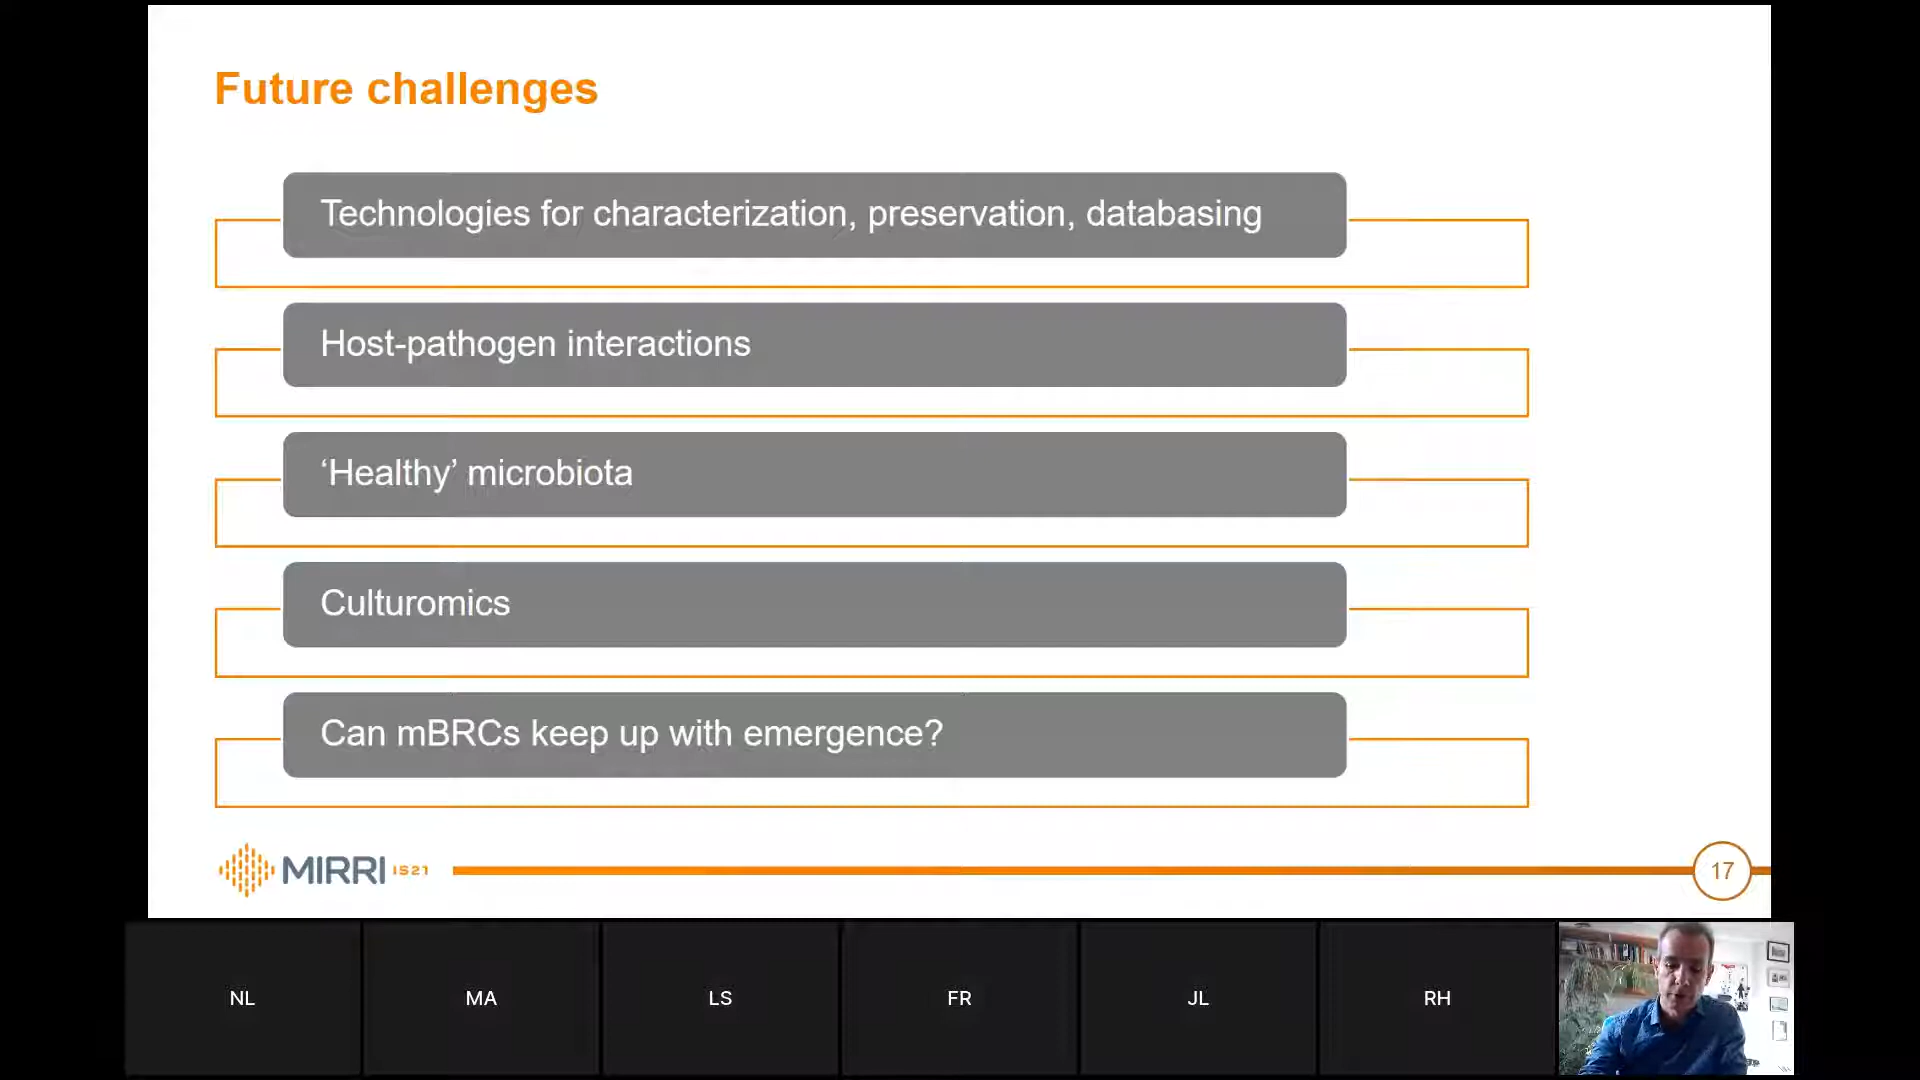 Future challenges
Technologies for characterization, preservation, databasing
Host-pathogen interactions
‘Healthy’ microbiota
Culturomics
Can mBRCs keep up with emergence?
MIRRI IS21
17
NL
MA
LS
FR
JL
RH